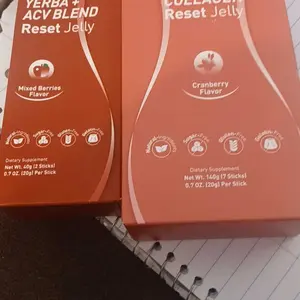 YERBA +
ACV BLEND
Reset Jelly
Mixed Berries
Flavor
Dietary Supplement
Net Wt. 40g (2 Sticks)
0.7 OZ. (20g) Per Stick
COLLAGEN
Reset Jelly
Cranberry
Flavor
Dietary Supplement
Net Wt. 140g (7 Sticks)
0.7 OZ. (20g) Per Stick